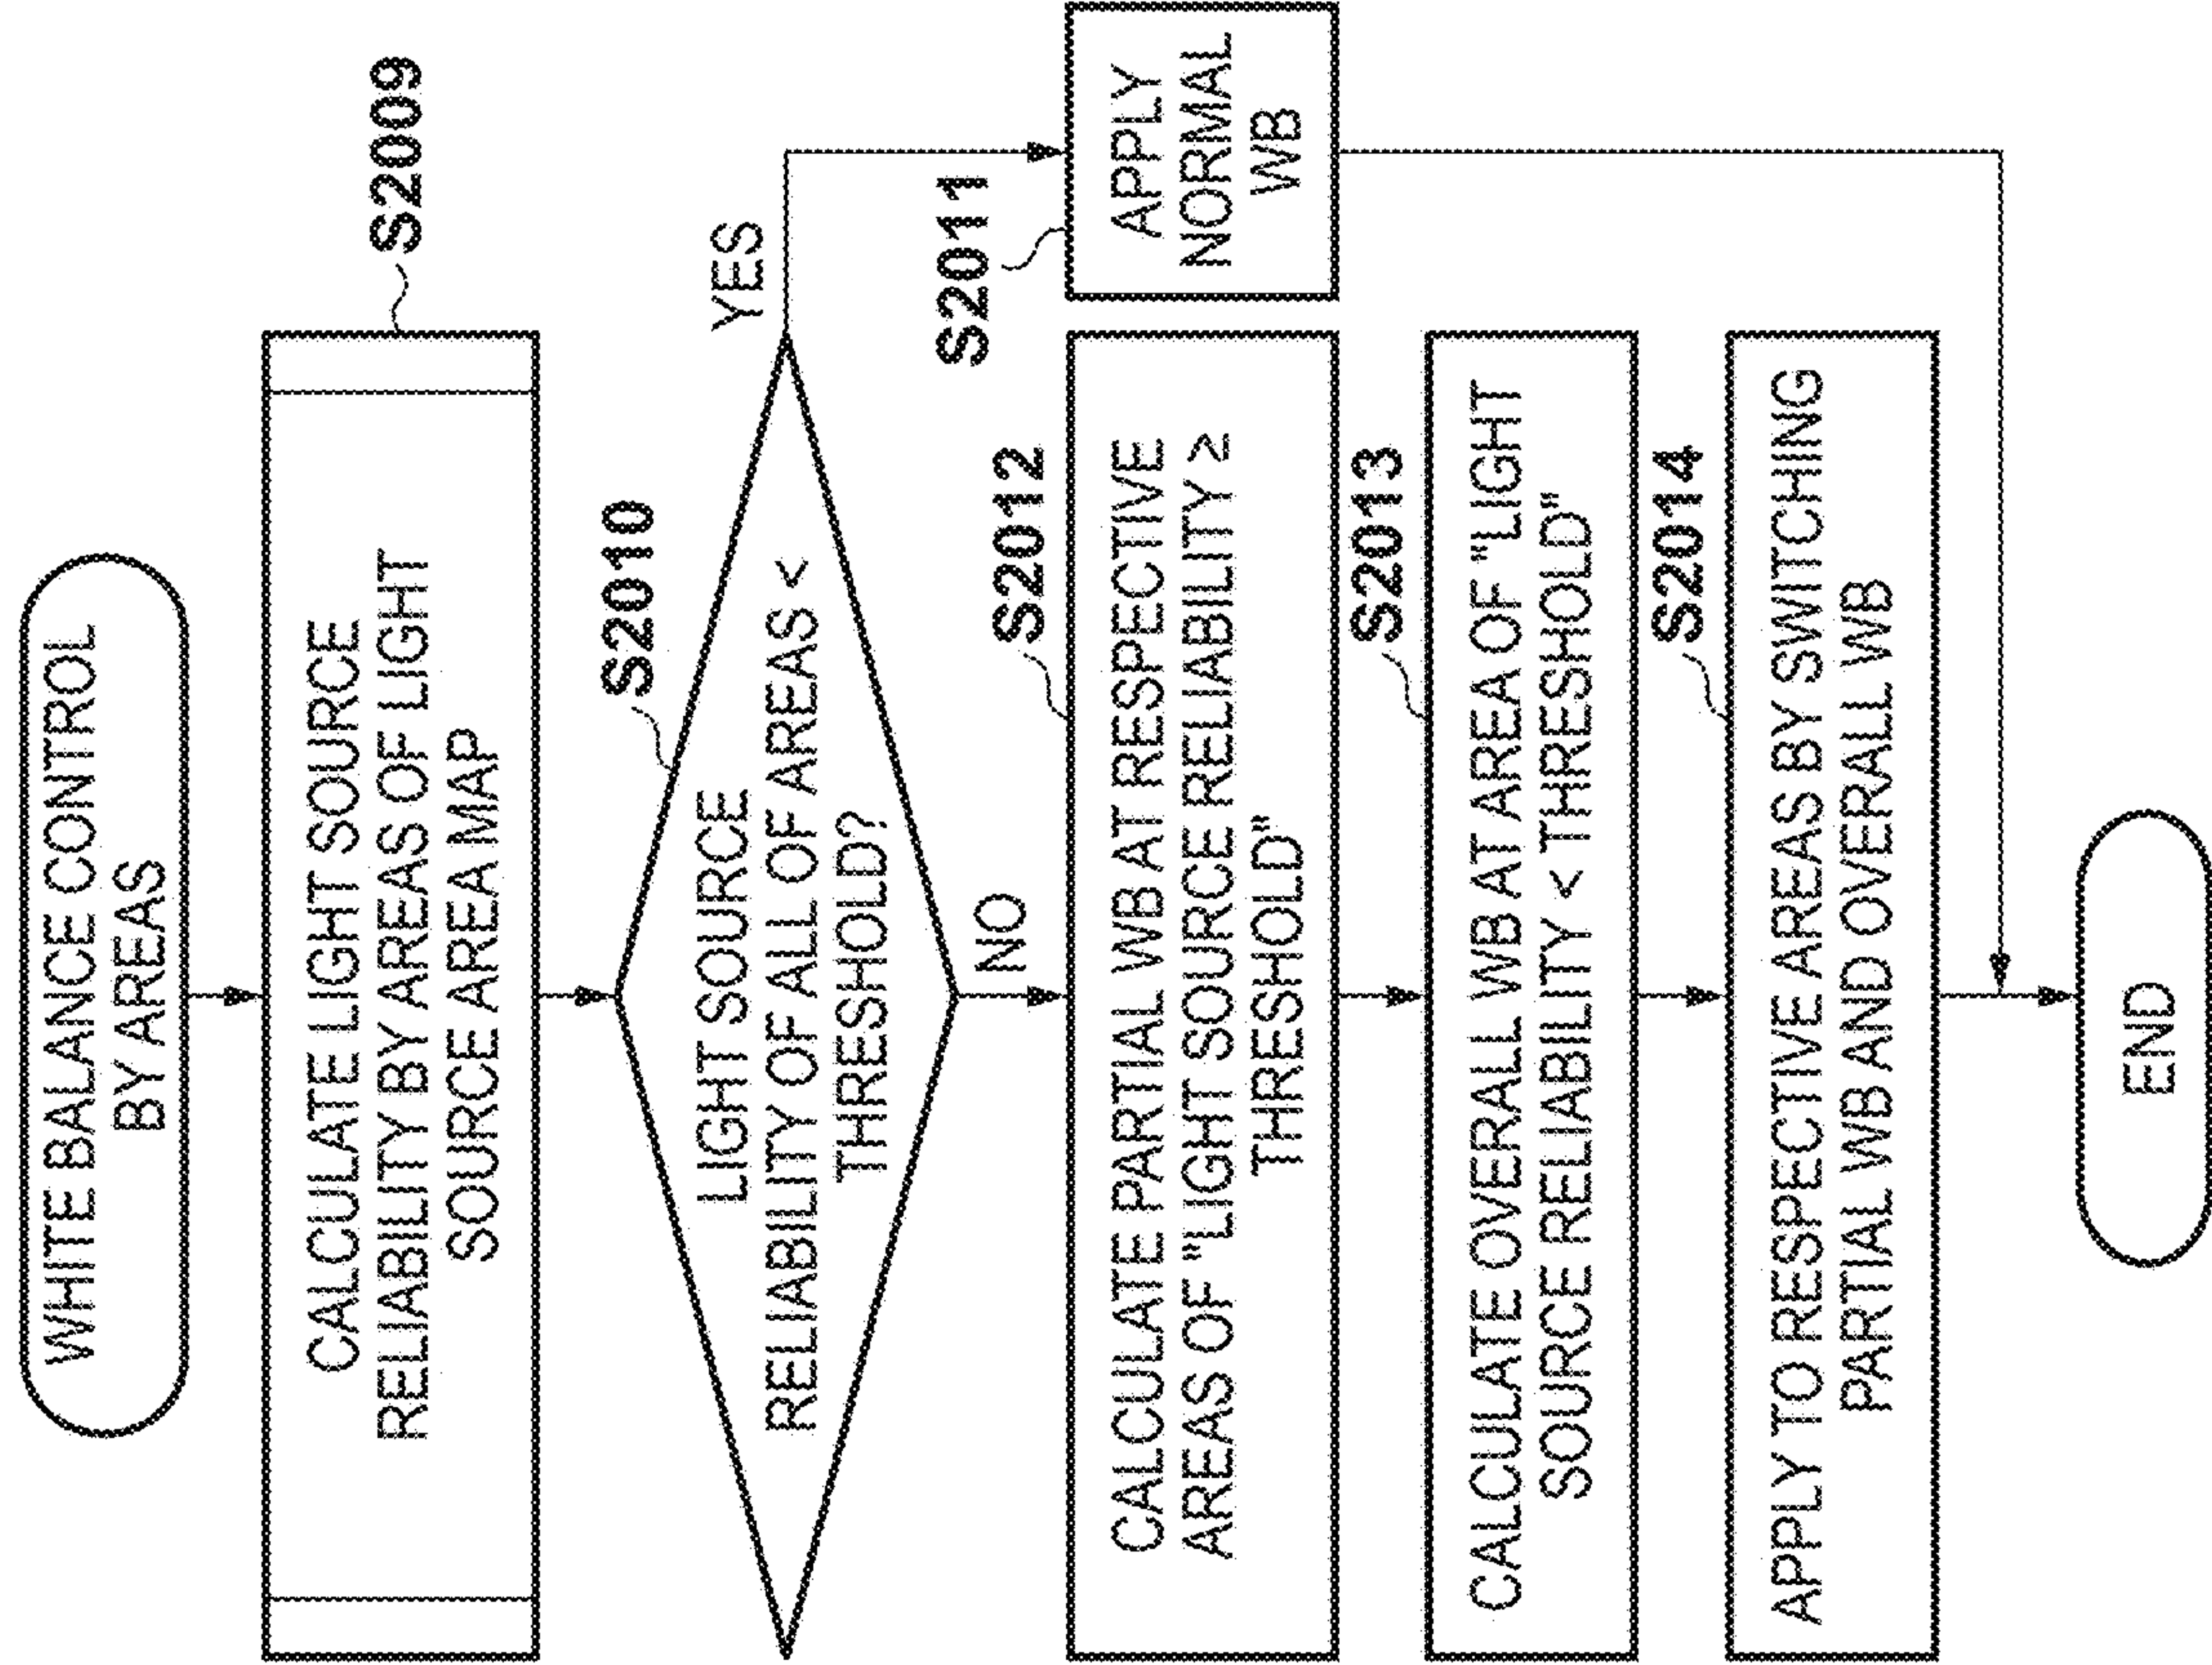 WHITE BALANCE CONTROL
BY AREAS
S2009
CALCULATE LIGHT SOURCE
RELIABILITY BY AREAS OF LIGHT
SOURCE AREA MAP
S2010
LIGHT SOURCE
RELIABILITY OF ALL OF AREAS <
THRESHOLD?
YES
NO
S2011
APPLY
NORMAL
WB
S2012
CALCULATE PARTIAL WB AT RESPECTIVE
AREAS OF "LIGHT SOURCE RELIABILITY ≥
THRESHOLD"
S2013
CALCULATE OVERALL WB AT AREA OF "LIGHT
SOURCE RELIABILITY < THRESHOLD"
S2014
APPLY TO RESPECTIVE AREAS BY SWITCHING
PARTIAL WB AND OVERALL WB
END